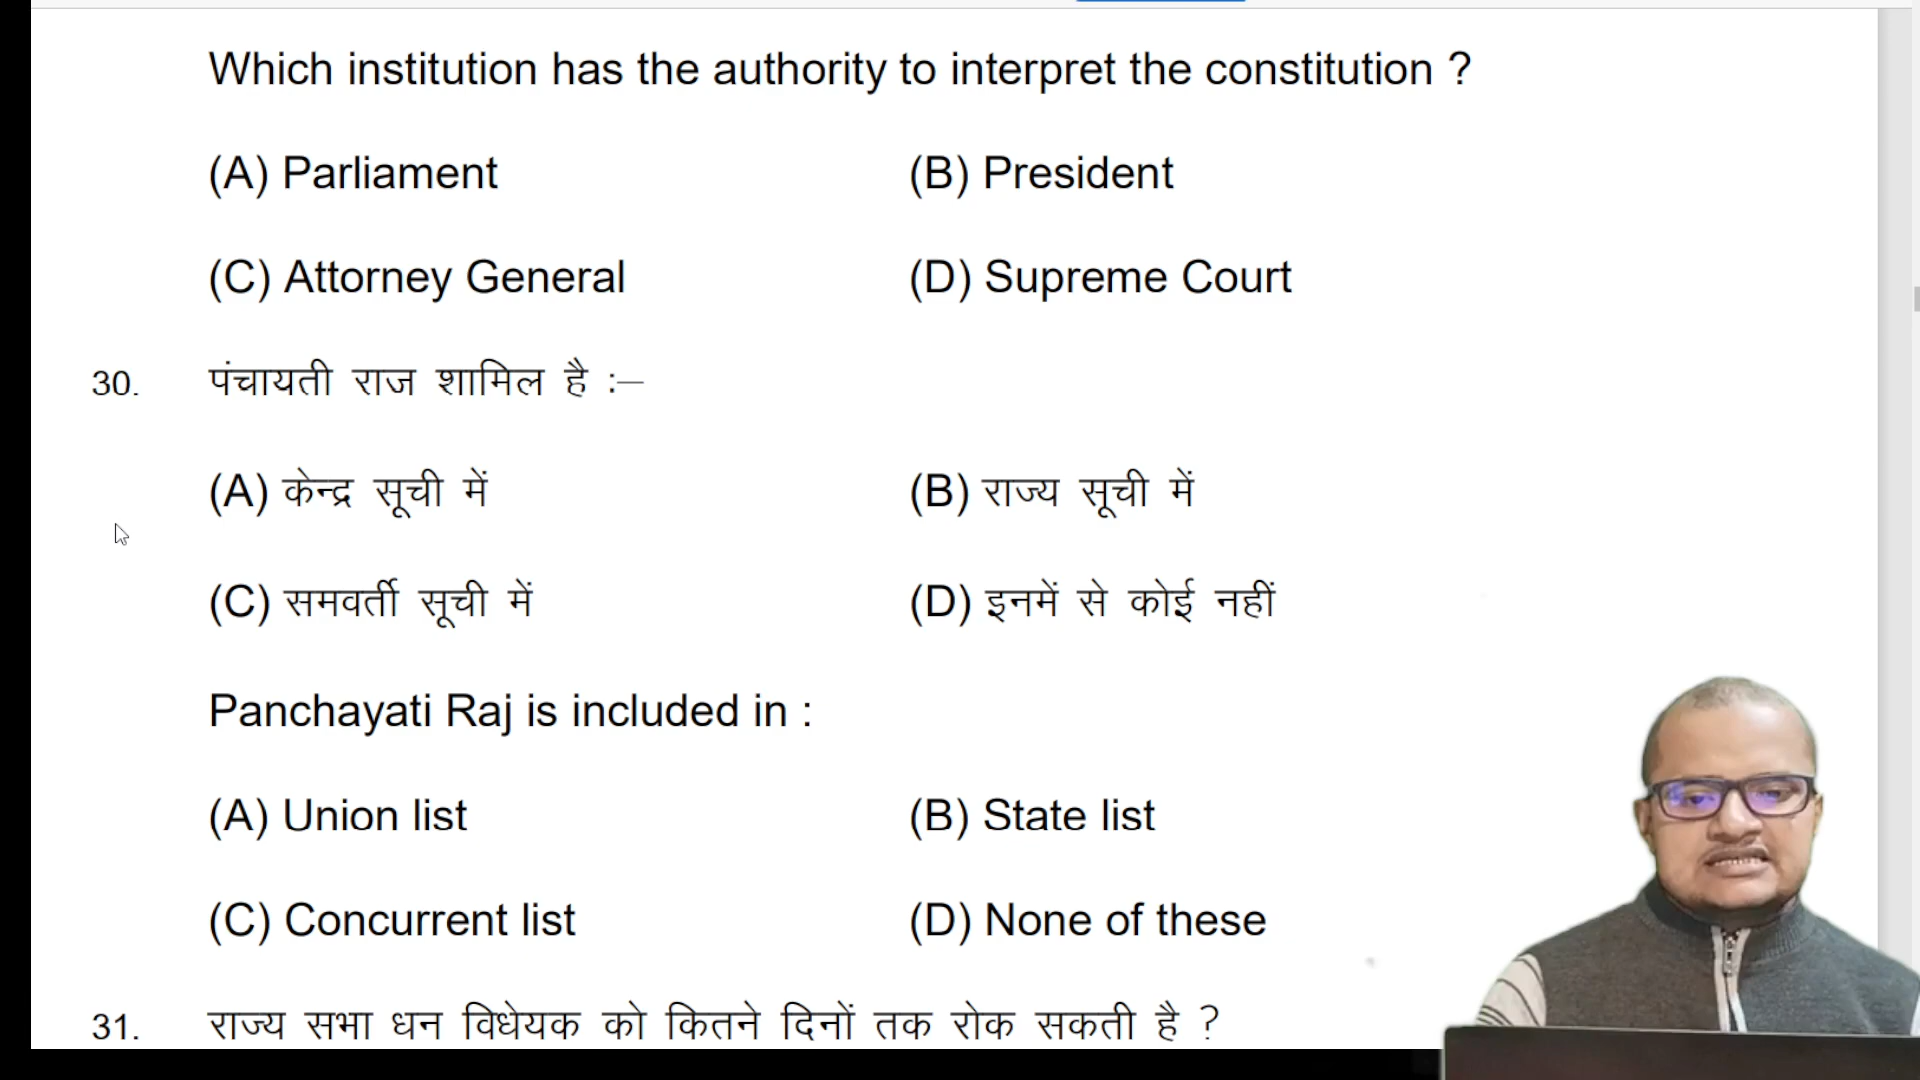 Which institution has the authority to interpret the constitution ?
(A) Parliament (B) President
(C) Attorney General (D) Supreme Court
30. पंचायती राज शामिल है :–
(A) केन्द्र सूची में (B) राज्य सूची में
(C) समवर्ती सूची में (D) इनमें से कोई नहीं
Panchayati Raj is included in :
(A) Union list (B) State list
(C) Concurrent list (D) None of these
31. राज्य सभा धन विधेयक को कितने दिनों तक रोक सकती है ?